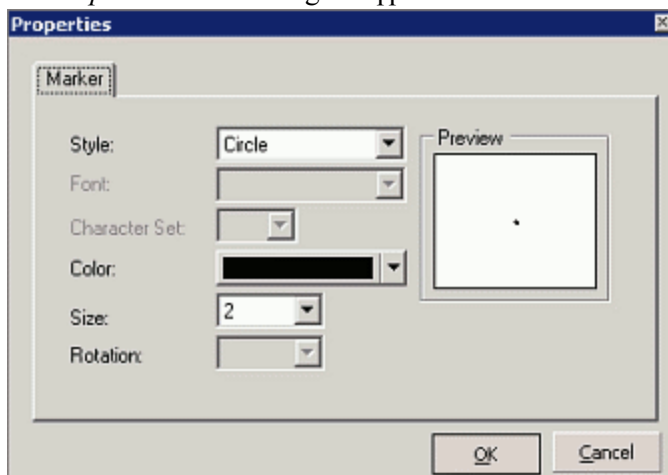 Properties
Marker
Style: Circle
Preview
Font:
Character Set:
Color:
Size: 2
Rotation:
OK Cancel